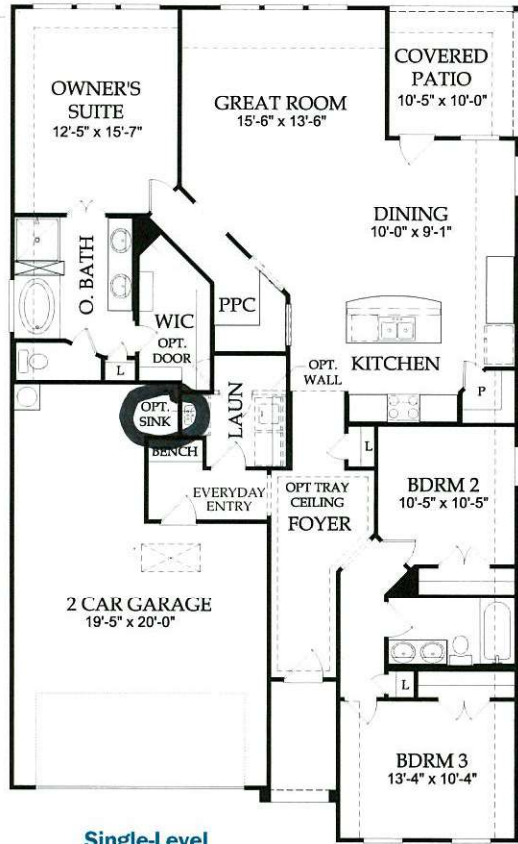 OWNER'S
SUITE
12'-5" x 15'-7"
GREAT ROOM
15'-6" x 13'-6"
COVERED
PATIO
10'-5" x 10'-0"
DINING
10'-0" x 9'-1"
O. BATH
WIC
OPT.
DOOR
PPC
L
OPT.
WALL
KITCHEN
P
OPT.
SINK
LAUN
BENCH
L
EVERYDAY
ENTRY
OPT TRAY
CEILING
FOYER
BDRM 2
10'-5" x 10'-5"
2 CAR GARAGE
19'-5" x 20'-0"
L
BDRM 3
13'-4" x 10'-4"
Single-Level